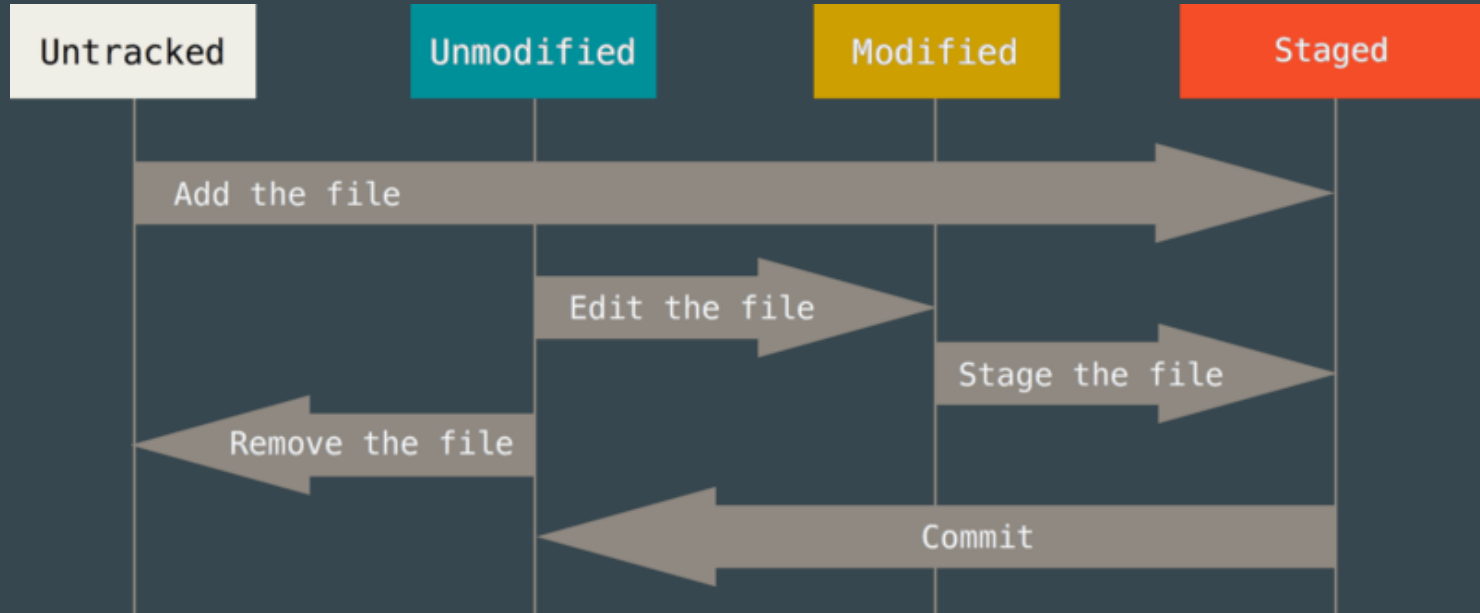 Untracked
Unmodified
Modified
Staged
Add the file
Edit the file
Stage the file
Remove the file
Commit